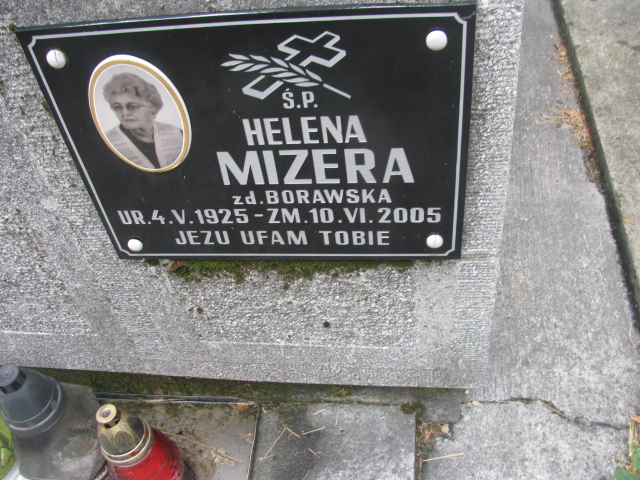 Ś.P.
HELENA
MIZERA
zd. BORAWSKA
UR. 4. V. 1925 - ZM. 10. VI. 2005
JEZU UFAM TOBIE